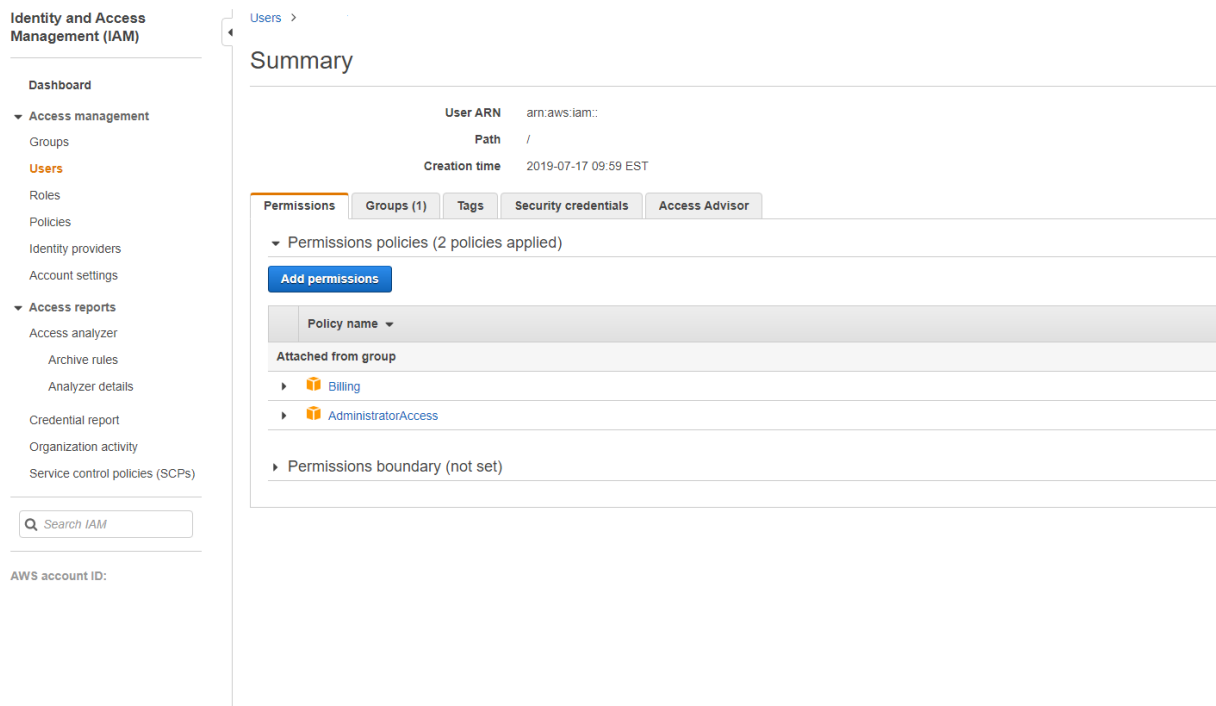 Identity and Access
Management (IAM)
Dashboard
Access management
Groups
Users
Roles
Policies
Identity providers
Account settings
Access reports
Access analyzer
Archive rules
Analyzer details
Credential report
Organization activity
Service control policies (SCPs)
Search IAM
AWS account ID:
Users >
Summary
User ARN arn:aws:iam::
Path /
Creation time 2019-07-17 09:59 EST
Permissions Groups (1) Tags Security credentials Access Advisor
Permissions policies (2 policies applied)
Add permissions
Policy name
Attached from group
Billing
AdministratorAccess
Permissions boundary (not set)